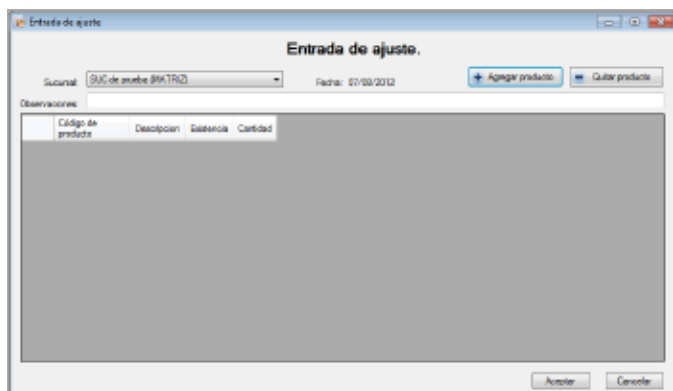 Entrada de ajuste
Entrada de ajuste.
Sucursal: SUC de prueba (MATRIZ) Fecha: 07/09/2012 Agregar producto Quitar producto
Observaciones:
Código de producto Descripcion Existencia Cantidad
Aceptar Cancelar